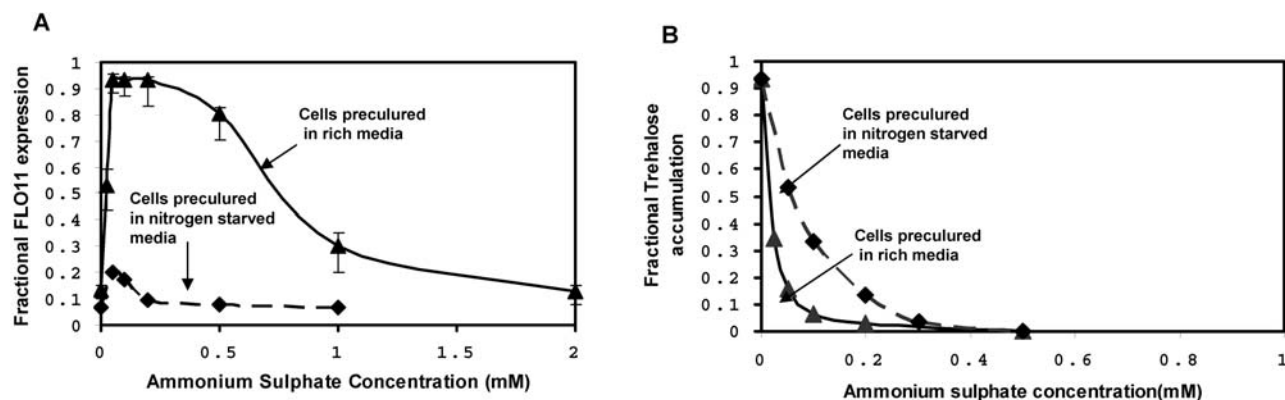 A
Fractional FLO11 expression
1
0.9
0.8
0.7
0.6
0.5
0.4
0.3
0.2
0.1
0
Cells preculured
in rich media
Cells preculured
in nitrogen starved
media
0
0.5
1
1.5
2
Ammonium Sulphate Concentration (mM)
B
Fractional Trehalose
accumulation
1
0.9
0.8
0.7
0.6
0.5
0.4
0.3
0.2
0.1
0
Cells preculured
in nitrogen starved
media
Cells preculured
in rich media
0
0.2
0.4
0.6
0.8
1
Ammonium sulphate concentration(mM)